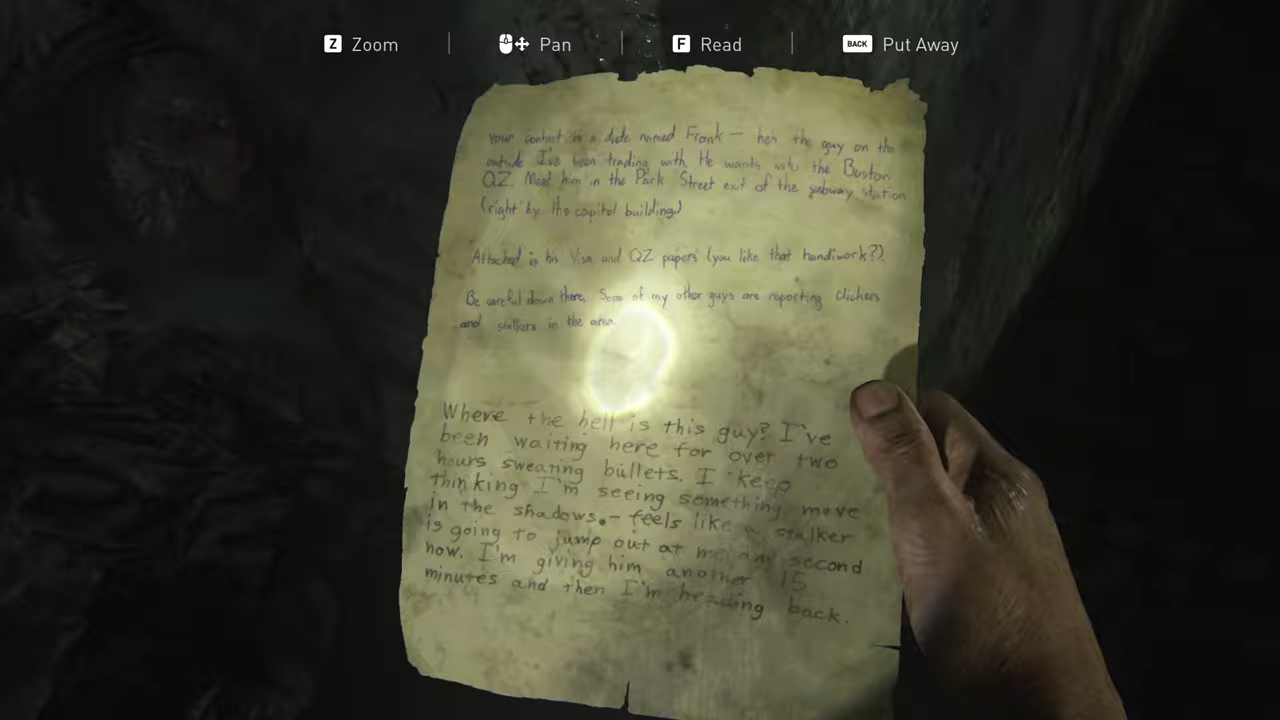 Z Zoom
Pan
F Read
BACK Put Away
Your contact is a dude named Frank — he's the guy on the
outside I've been trading with. He wants into the Boston
QZ. Meet him in the Park Street exit of the subway station
(right by the capitol building)
Attached is his Visa and QZ papers (you like that handiwork?).
Be careful down there. Some of my other guys are reporting clickers
and stalkers in the area.
Where the hell is this guy? I've
been waiting here for over two
hours sweating bullets. I keep
thinking I'm seeing something move
in the shadows. - feels like a stalker
is going to jump out at me any second
now. I'm giving him another 15
minutes and then I'm heading back.